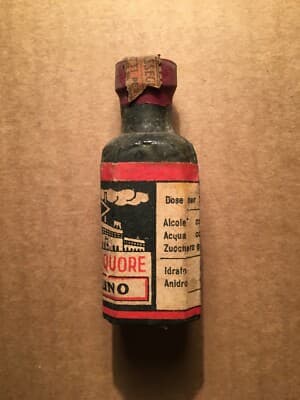 Dose per
QUORE
INO
Alcole
Acqua
Zucchero
Idrato
Anidro